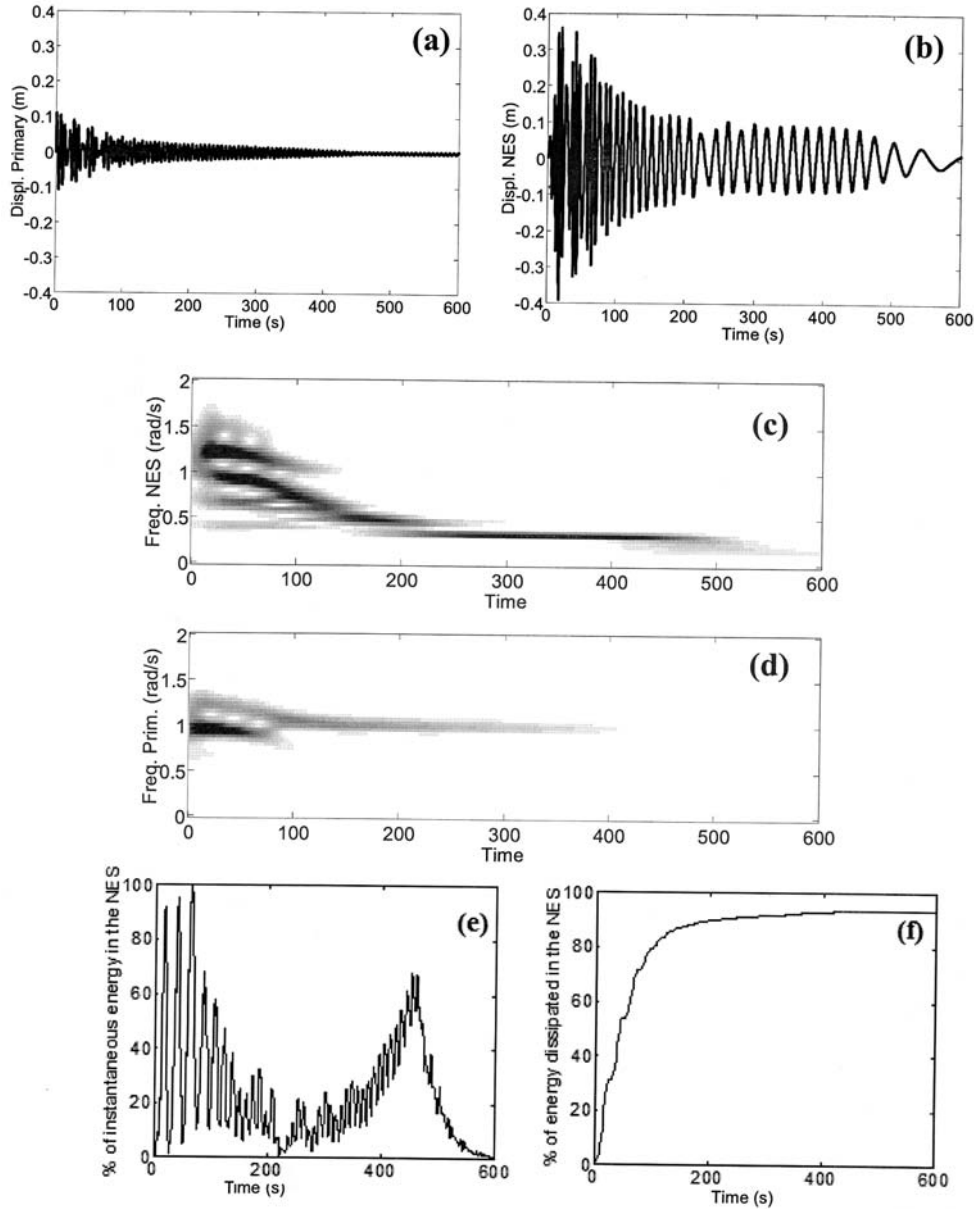 (a)
Displ. Primary (m)
0.4
0.3
0.2
0.1
0
-0.1
-0.2
-0.3
-0.4
0 100 200 300 400 500 600
Time (s)
(b)
Displ. NES (m)
0.4
0.3
0.2
0.1
0
-0.1
-0.2
-0.3
-0.4
0 100 200 300 400 500 600
Time (s)
(c)
Freq. NES (rad/s)
2
1.5
1
0.5
0
0 100 200 300 400 500 600
Time
(d)
Freq. Prim. (rad/s)
2
1.5
1
0.5
0
0 100 200 300 400 500 600
Time
(e)
% of instantaneous energy in the NES
100
80
60
40
20
0
0 200 400 600
Time (s)
(f)
% of energy dissipated in the NES
100
80
60
40
20
0
0 200 400 600
Time (s)